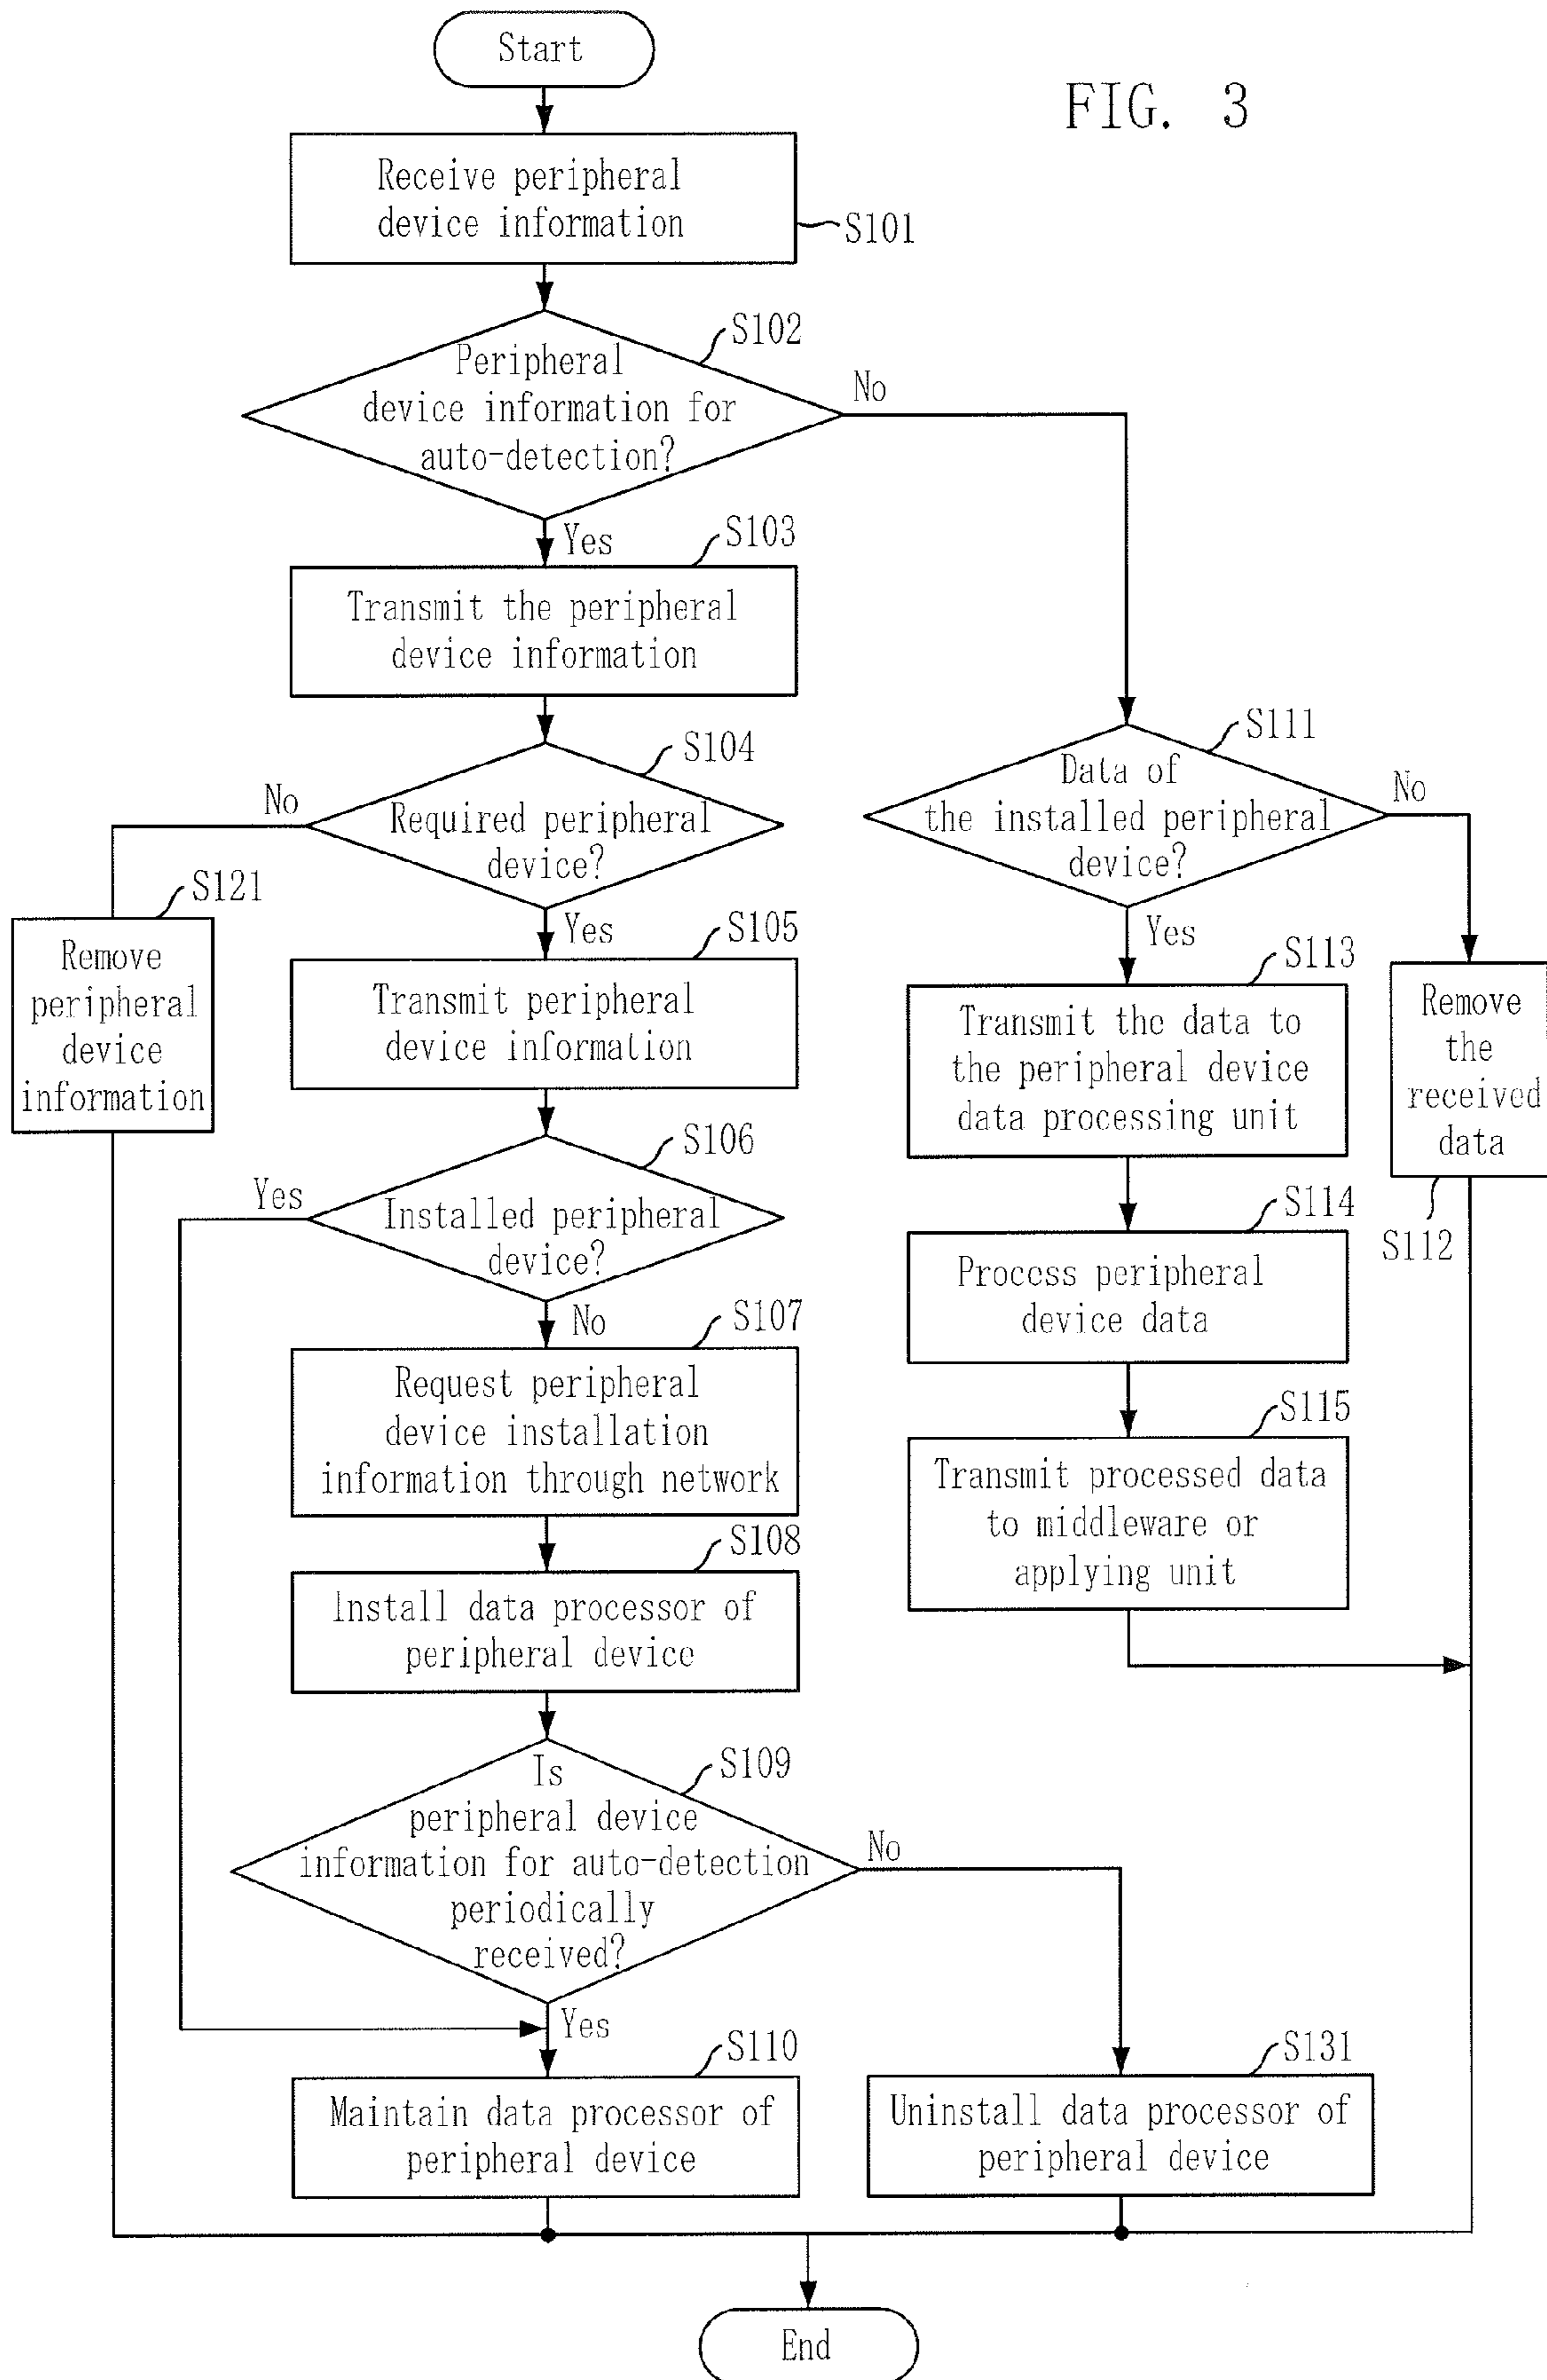 Start
FIG. 3
Receive peripheral
device information
S101
S102
Peripheral
device information for
auto-detection?
No
Yes
S103
Transmit the peripheral
device information
S104
Required peripheral
device?
No
S111
Data of
the installed peripheral
device?
No
S121
Remove
peripheral
device
information
Yes
S105
Transmit peripheral
device information
Yes
S113
Transmit the data to
the peripheral device
data processing unit
Remove
the
received
data
S112
S106
Installed peripheral
device?
Yes
S114
Process peripheral
device data
No
S107
Request peripheral
device installation
information through network
S115
Transmit processed data
to middleware or
applying unit
S108
Install data processor of
peripheral device
S109
Is
peripheral device
information for auto-detection
periodically
received?
No
Yes
S110
Maintain data processor of
peripheral device
S131
Uninstall data processor of
peripheral device
End